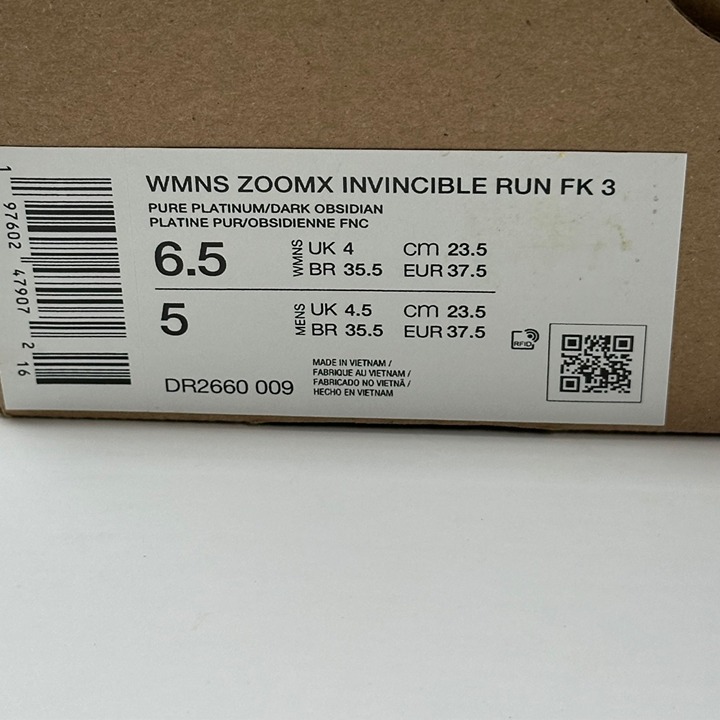 1 97602 47907 2 16
WMNS ZOOMX INVINCIBLE RUN FK 3
PURE PLATINUM/DARK OBSIDIAN
PLATINE PUR/OBSIDIENNE FNC
6.5 WMNS UK 4 cm 23.5
BR 35.5 EUR 37.5
5 MENS UK 4.5 cm 23.5
BR 35.5 EUR 37.5
RFID
DR2660 009
MADE IN VIETNAM /
FABRIQUE AU VIETNAM /
FABRICADO NO VIETNÃ /
HECHO EN VIETNAM